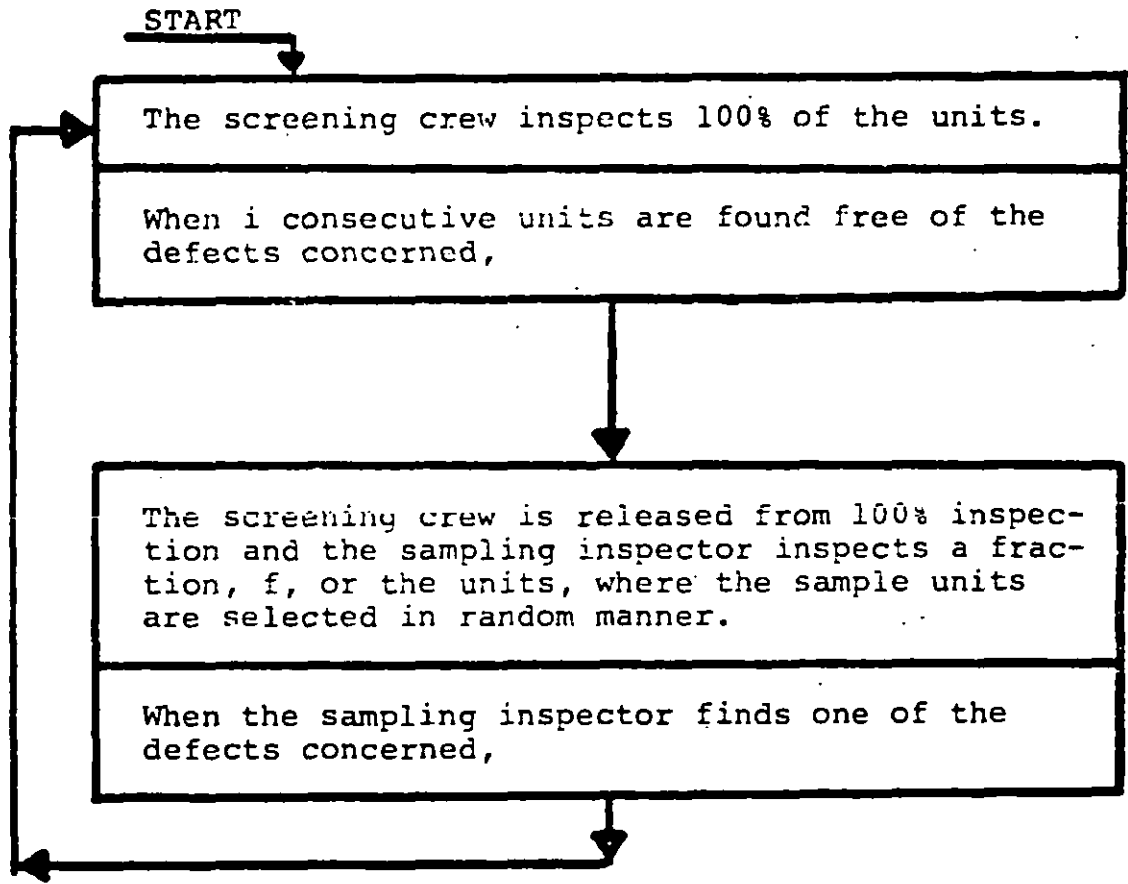 START
The screening crew inspects 100% of the units.
When i consecutive units are found free of the
defects concerned,
The screening crew is released from 100% inspec-
tion and the sampling inspector inspects a frac-
tion, f, or the units, where the sample units
are selected in random manner.
When the sampling inspector finds one of the
defects concerned,